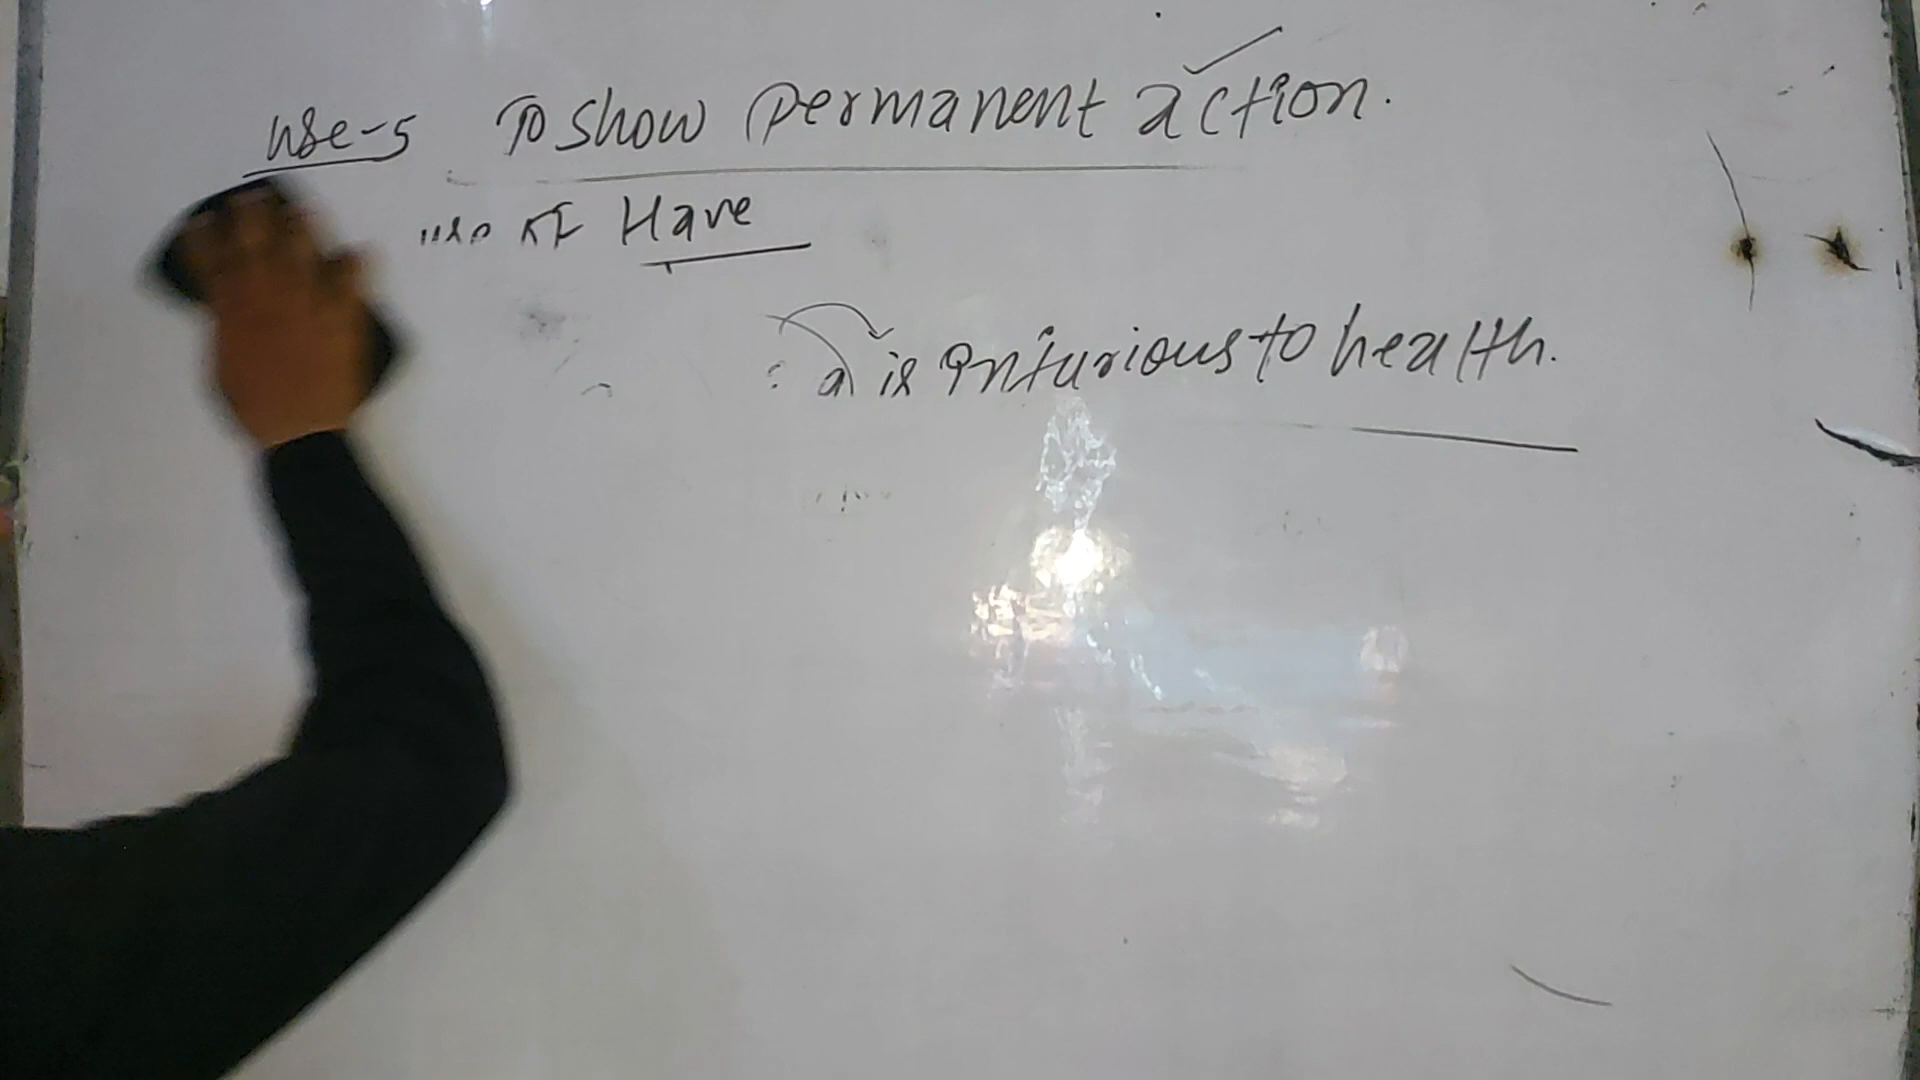 Use-5 To show permanent action.
use of Have
is injurious to health.